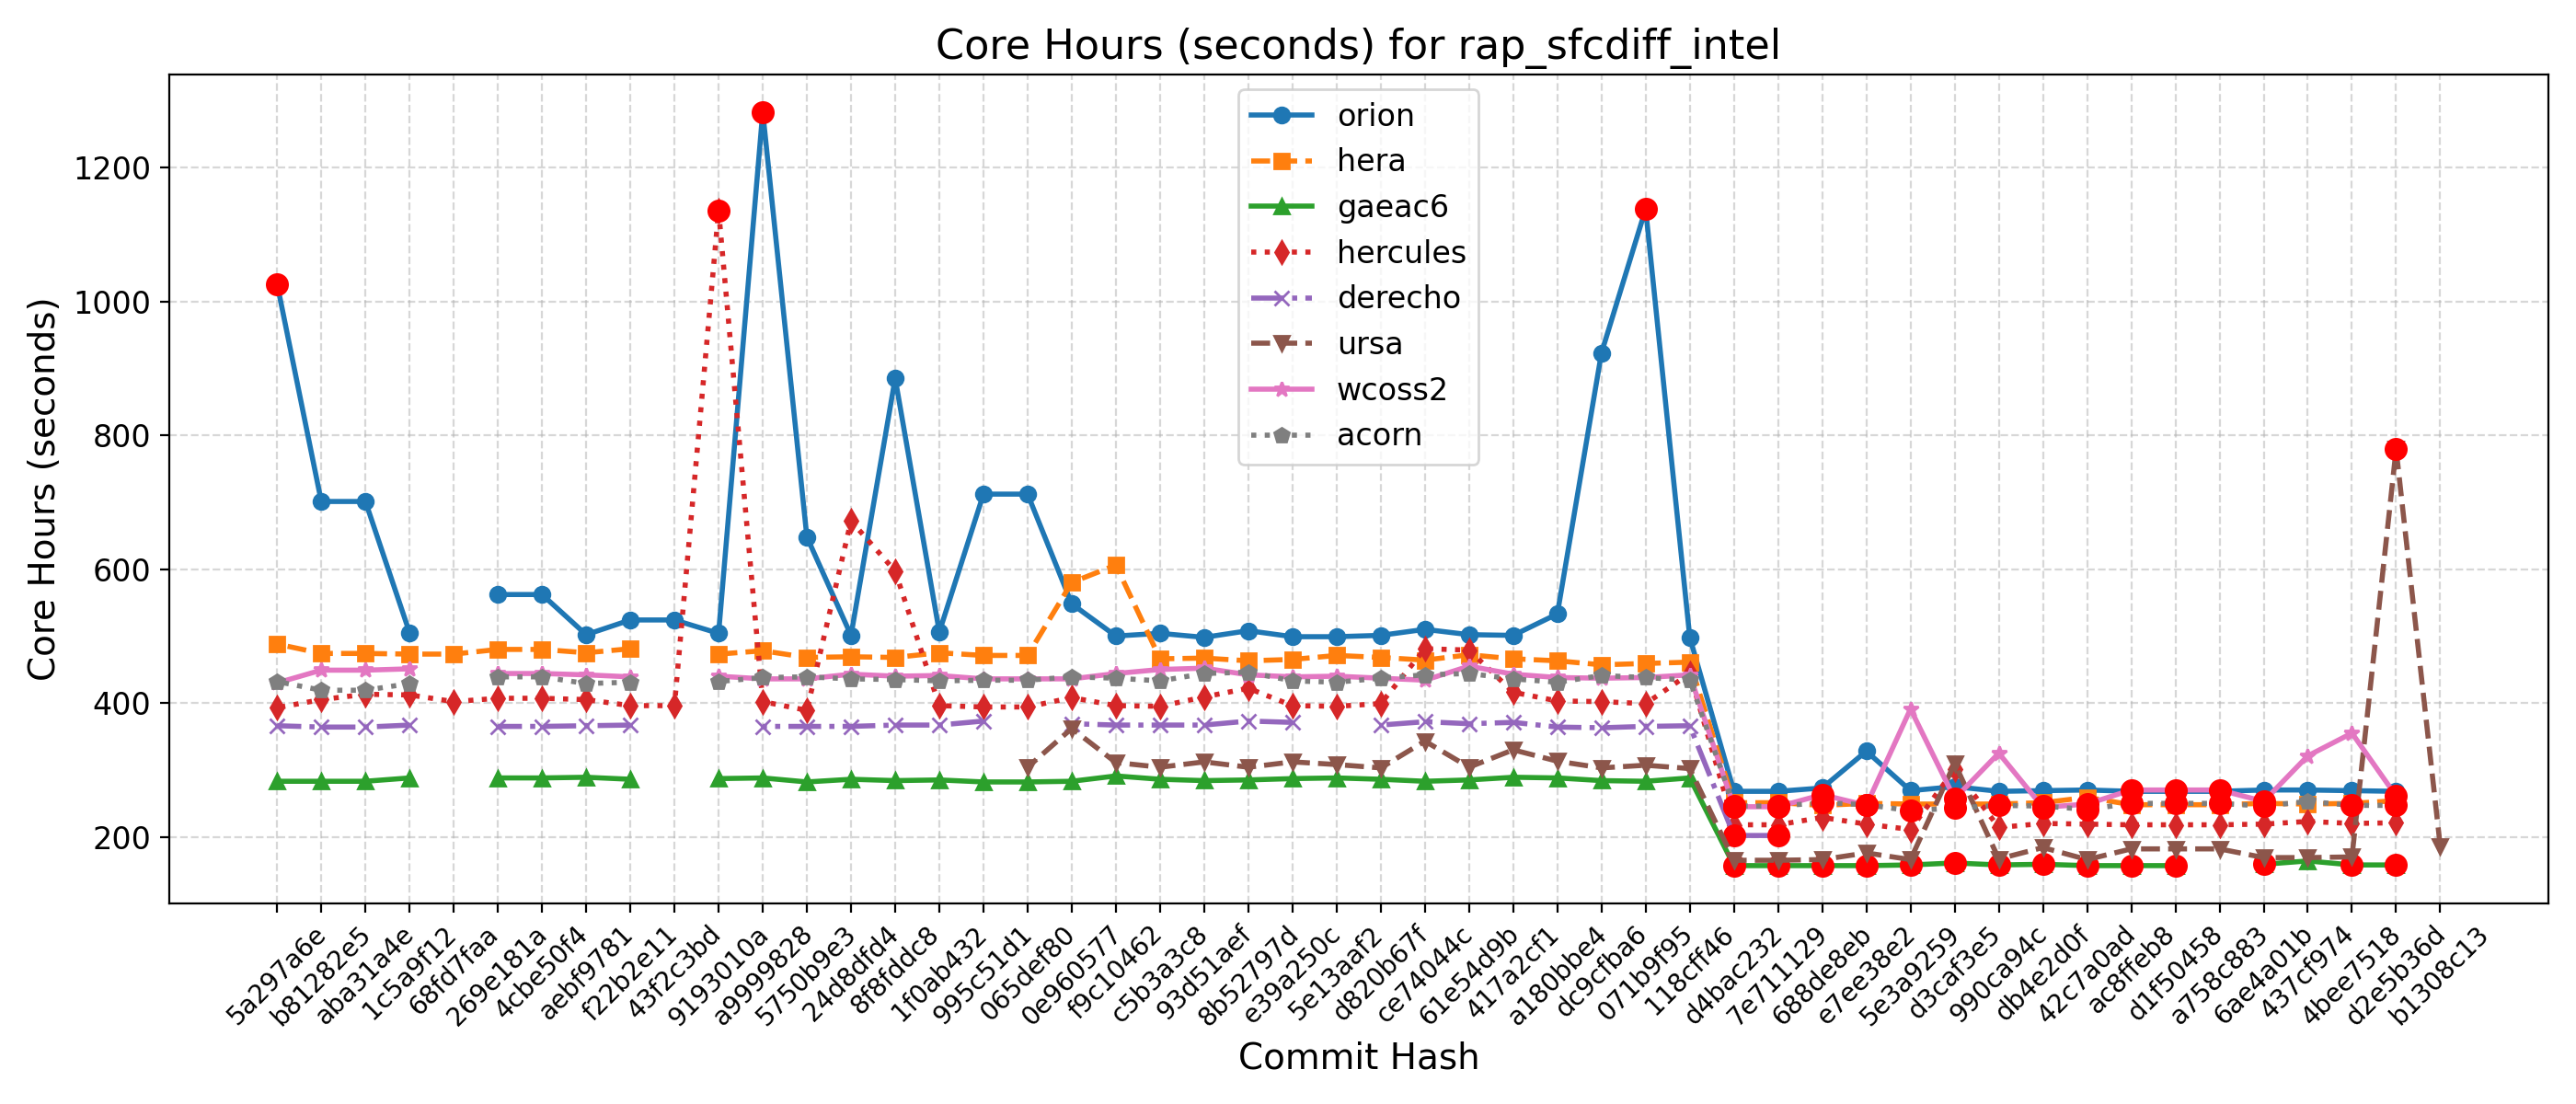 Core Hours (seconds) for rap_sfcdiff_intel
Core Hours (seconds)
1200
1000
800
600
400
200
orion
hera
gaeac6
hercules
derecho
ursa
wcoss2
acorn
5a297a6e
b81282e5
aba31a4e
1c5a9f12
68fd7faa
269e181a
4cbe50f4
aebf9781
f22b2e11
43f2c3bd
9193010a
a9999828
5750b9e3
24d8dfd4
8f8fddc8
1f0ab432
995c51d1
065def80
0e960577
f9c10462
c5b3a3c8
93d51aef
8b52797d
e39a250c
5e13aaf2
d820b67f
ce74044c
61e54d9b
417a2cf1
a180bbe4
dc9cfba6
071b9f95
118cff46
d4bac232
7e711129
688dde8eb
e7ee38e2
5e3a9259
d3caf3e5
990ca94c
db4e2d0f
42c7a0ad
ac8ffeb8
d1f50458
a758c883
6ae4a01b
437cf974
4bee7518
d2e5b36d
b1308c13
Commit Hash